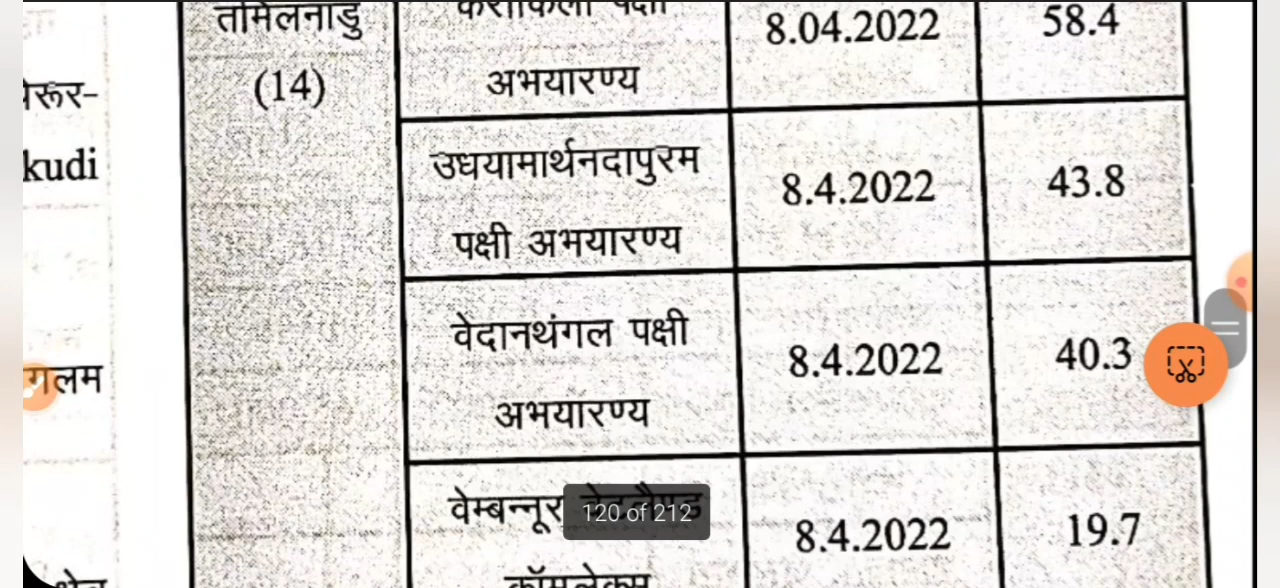 तमिलनाडु
(14)
पक्षी
अभयारण्य
8.04.2022
58.4
उधयामार्थनदापुरम
पक्षी अभयारण्य
8.4.2022
43.8
वेदानथंगल पक्षी
अभयारण्य
8.4.2022
40.3
वेम्बन्नूर
8.4.2022
19.7
kudi
गलम
120 of 212